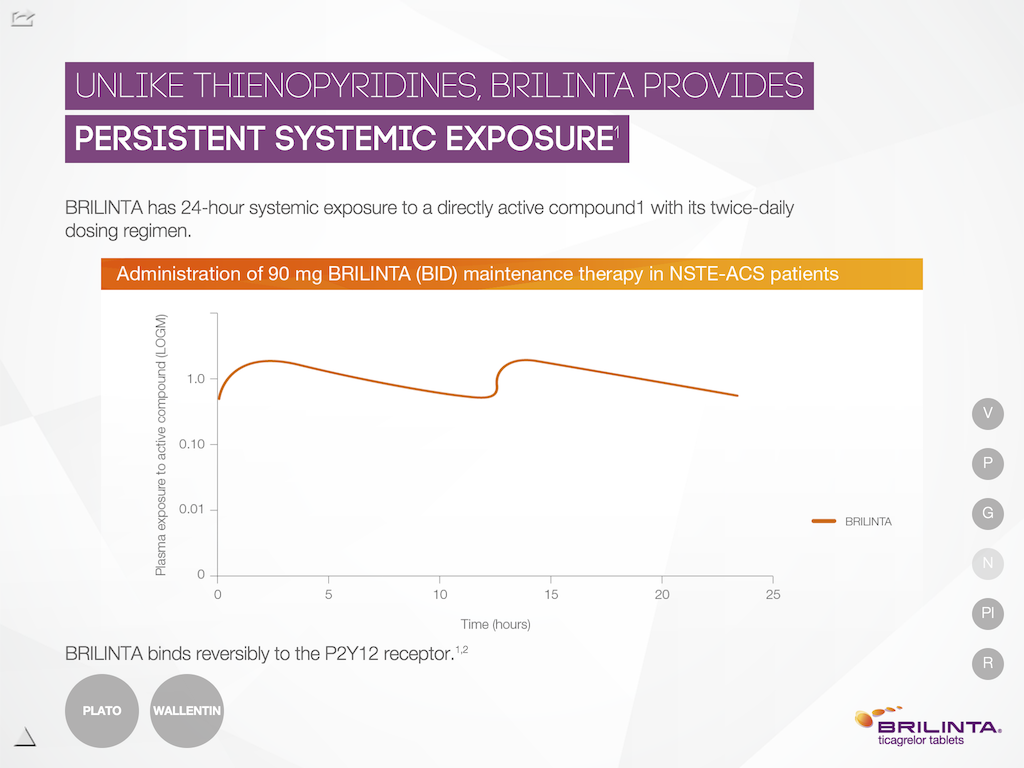 UNLIKE THIENOPYRIDINES, BRILINTA PROVIDES
PERSISTENT SYSTEMIC EXPOSURE1
BRILINTA has 24-hour systemic exposure to a directly active compound1 with its twice-daily
dosing regimen.
Administration of 90 mg BRILINTA (BID) maintenance therapy in NSTE-ACS patients
Plasma exposure to active compound (LOGM)
1.0
0.10
0.01
0
0 5 10 15 20 25
Time (hours)
BRILINTA
V
P
G
N
PI
R
BRILINTA binds reversibly to the P2Y12 receptor.1,2
PLATO
WALLENTIN
BRILINTA®
ticagrelor tablets